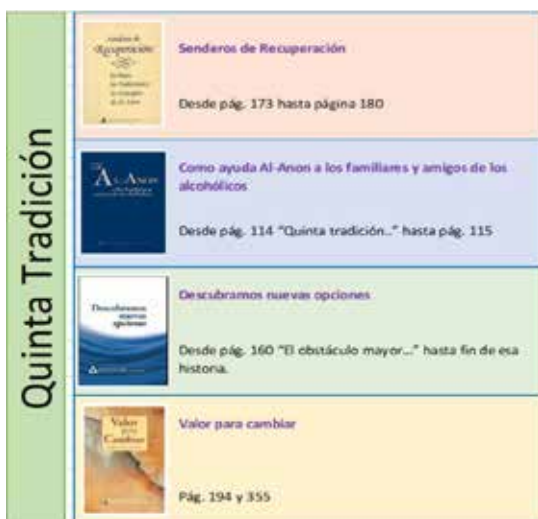 Quinta Tradición
Senderos de
Recuperación
Senderos de Recuperación
Desde pág. 173 hasta página 180
AL-ANON
Como ayuda Al-Anon a los familiares y amigos de los
alcohólicos
Desde pág. 114 “Quinta tradición..” hasta pág. 115
Descubramos
nuevas
opciones
Descubramos nuevas opciones
Desde pág. 160 “El obstáculo mayor…” hasta fin de esa
historia.
Valor
para
Cambiar
Valor para cambiar
Pág. 194 y 355